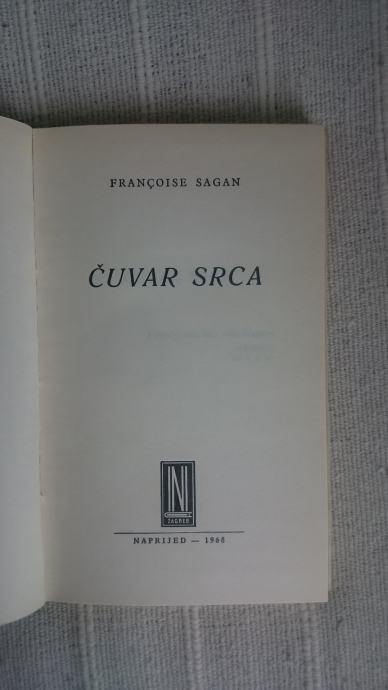 FRANÇOISE SAGAN
ČUVAR SRCA
N
ZAGREB
NAPRIJED — 1968